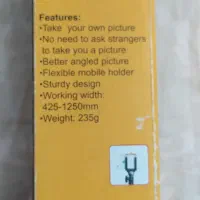 Features:
•Take your own picture
•No need to ask strangers
to take you a picture
•Better angled picture
•Flexible mobile holder
•Sturdy design
•Working width:
425-1250mm
•Weight: 235g